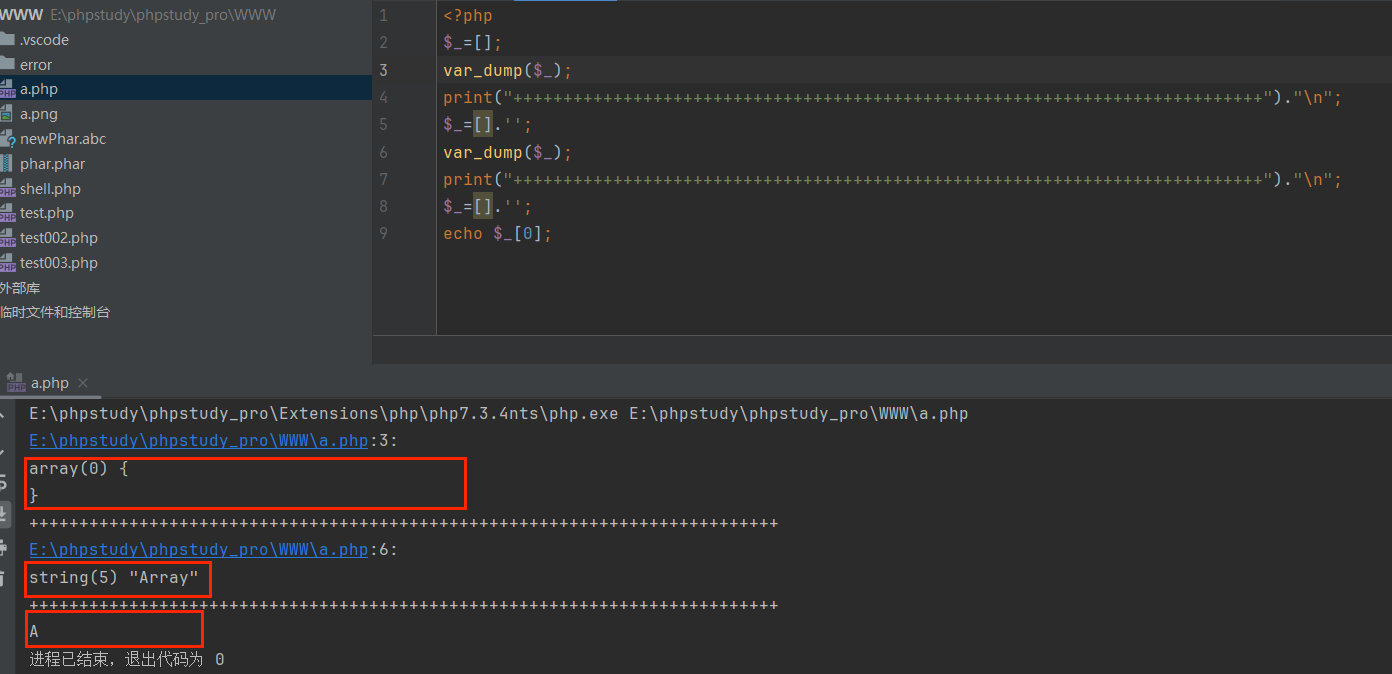 WWW E:\phpstudy\phpstudy_pro\WWW
.vscode
error
a.php
a.png
newPhar.abc
phar.phar
shell.php
test.php
test002.php
test003.php
外部库
临时文件和控制台
1 <?php
2 $_=[];
3 var_dump($_);
4 print("+++++++++++++++++++++++++++++++++++++++++++++++++++++++++++++++++++++++++++")."\n";
5 $_=[].'';
6 var_dump($_);
7 print("+++++++++++++++++++++++++++++++++++++++++++++++++++++++++++++++++++++++++++")."\n";
8 $_=[].'';
9 echo $_[0];
a.php
E:\phpstudy\phpstudy_pro\Extensions\php\php7.3.4nts\php.exe E:\phpstudy\phpstudy_pro\WWW\a.php
E:\phpstudy\phpstudy_pro\WWW\a.php:3:
array(0) {
}
+++++++++++++++++++++++++++++++++++++++++++++++++++++++++++++++++++++++++++
E:\phpstudy\phpstudy_pro\WWW\a.php:6:
string(5) "Array"
+++++++++++++++++++++++++++++++++++++++++++++++++++++++++++++++++++++++++++
A
进程已结束，退出代码为 0